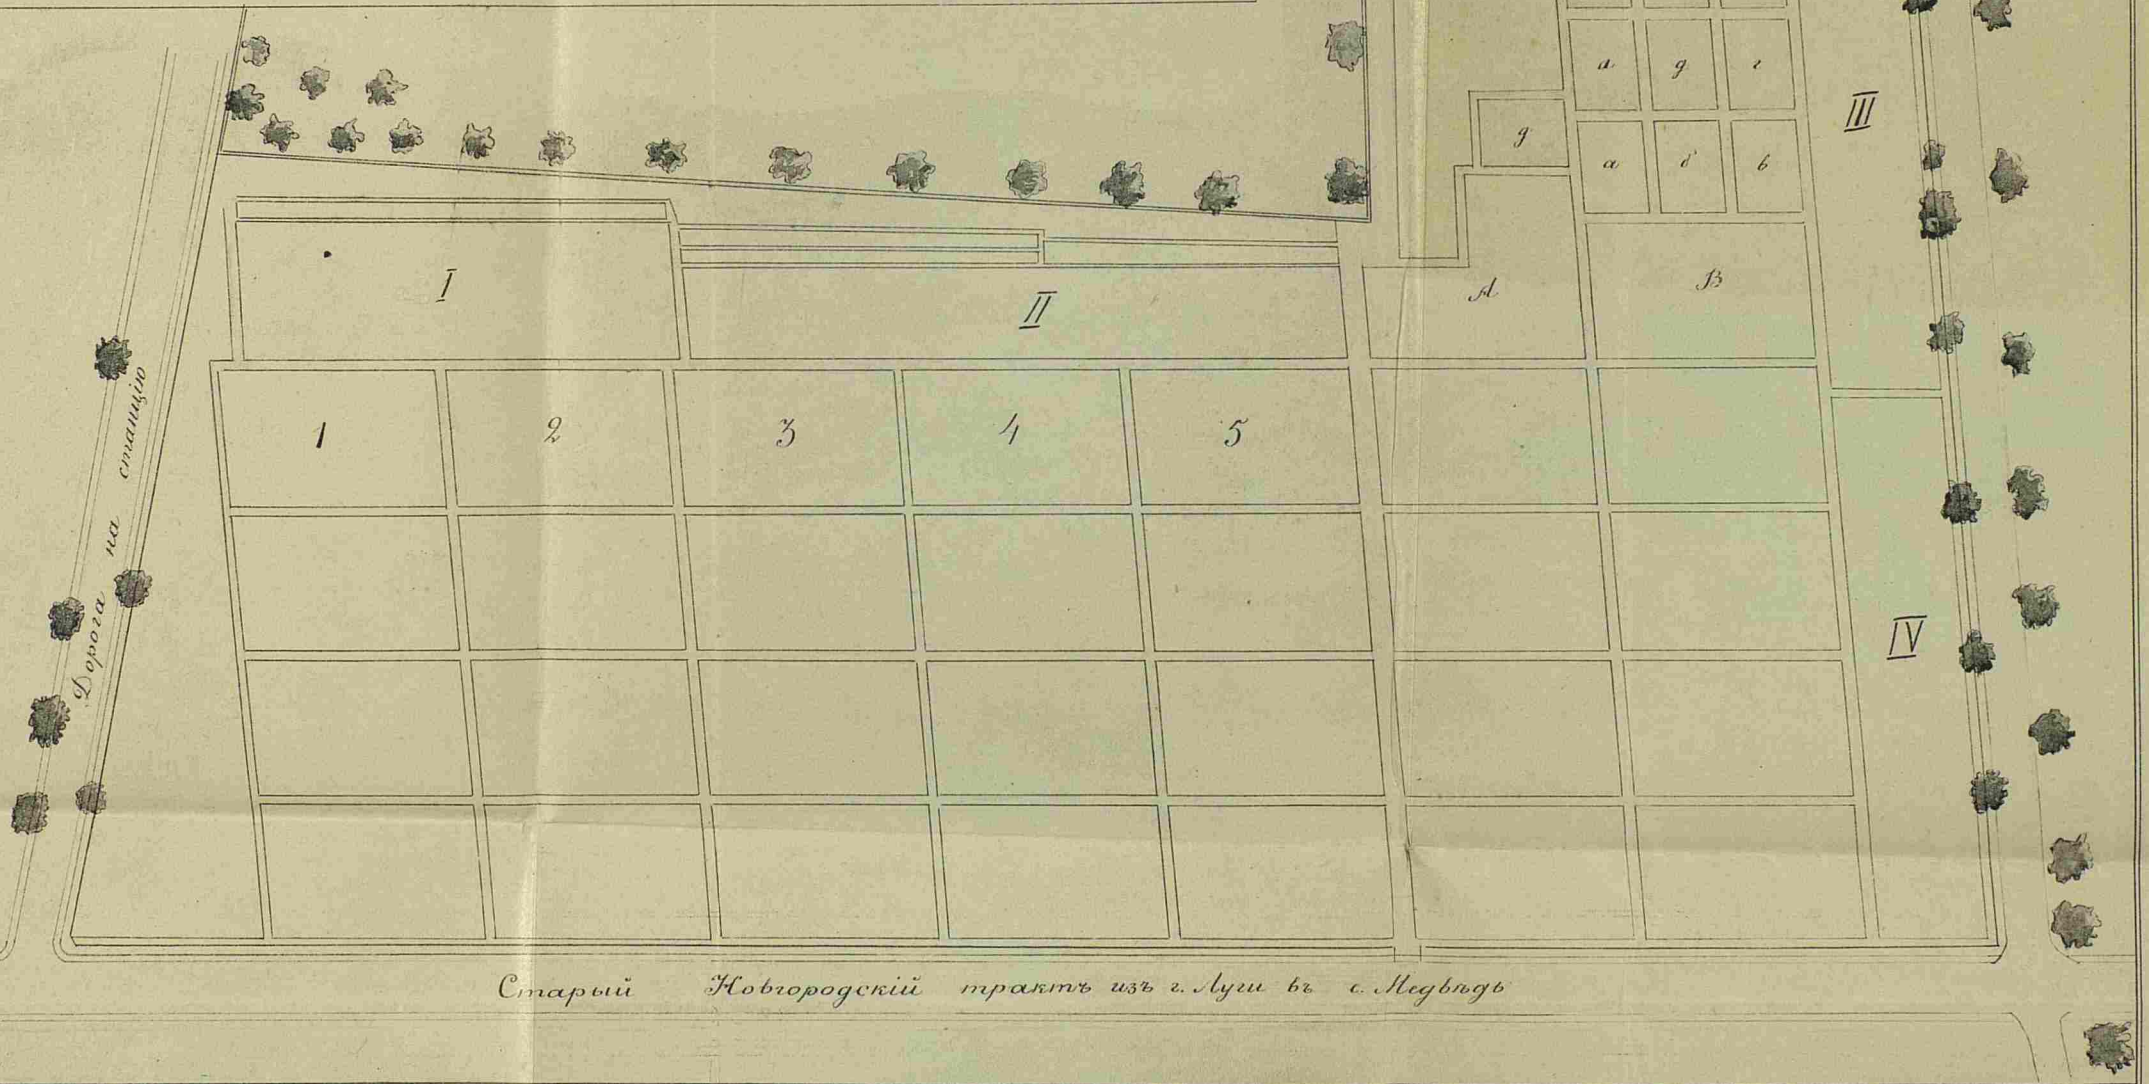 а д г
III
д
а б в
I
II
А
В
1 2 3 4 5
Дорога на станцію
IV
Старый Новгородскій трактъ изъ г. Луги въ с. Медвѣдь